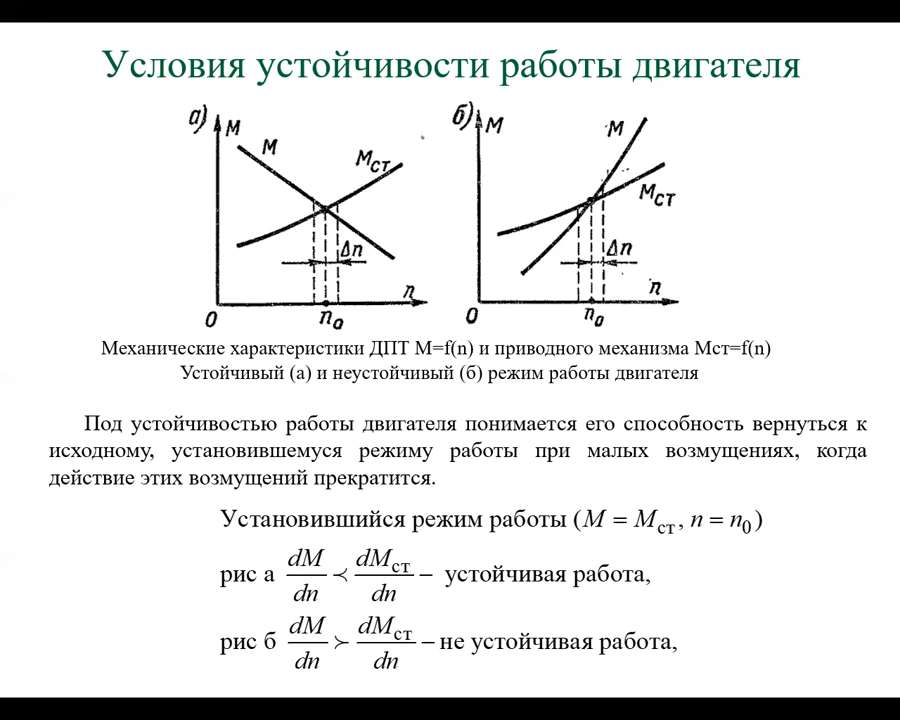 Условия устойчивости работы двигателя
а) М М Мст Δn n 0 n₀
б) М М Мст Δn n 0 n₀
Механические характеристики ДПТ М=f(n) и приводного механизма Мст=f(n)
Устойчивый (а) и неустойчивый (б) режим работы двигателя
Под устойчивостью работы двигателя понимается его способность вернуться к
исходному, установившемуся режиму работы при малых возмущениях, когда
действие этих возмущений прекратится.
Установившийся режим работы ( M = Mст , n = n₀ )
рис а dM/dn ≺ dMст/dn – устойчивая работа,
рис б dM/dn ≻ dMст/dn – не устойчивая работа,